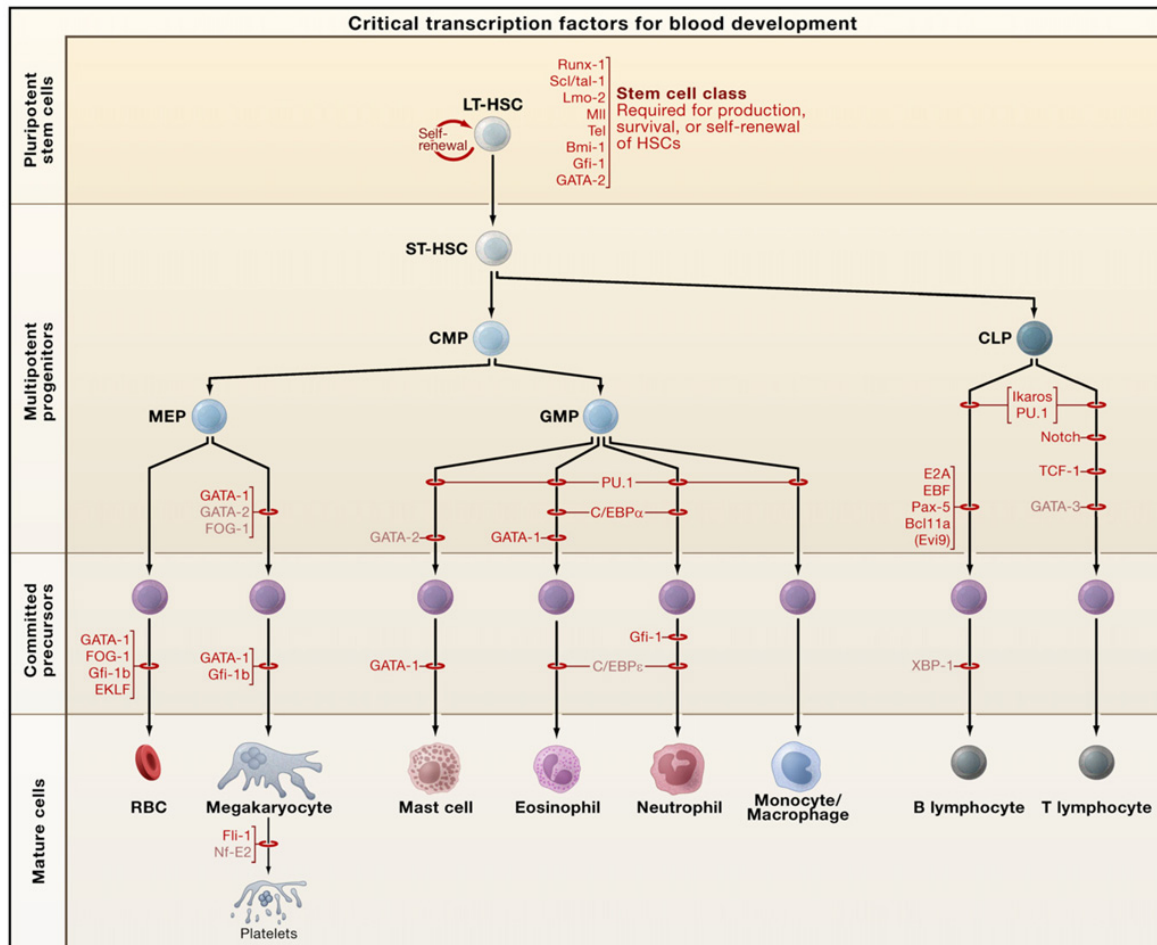 Critical transcription factors for blood development
Pluripotent
stem cells
LT-HSC
Self-
renewal
Runx-1
Scl/tal-1
Lmo-2
Mll
Tel
Bmi-1
Gfi-1
GATA-2
Stem cell class
Required for production,
survival, or self-renewal
of HSCs
Multipotent
progenitors
ST-HSC
CMP
CLP
MEP
GMP
Ikaros
PU.1
Notch
TCF-1
GATA-3
E2A
EBF
Pax-5
Bcl11a
(Evi9)
GATA-1
GATA-2
FOG-1
PU.1
C/EBPα
GATA-2
GATA-1
Committed
precursors
GATA-1
FOG-1
Gfi-1b
EKLF
GATA-1
Gfi-1b
GATA-1
Gfi-1
C/EBPε
XBP-1
Mature cells
RBC
Megakaryocyte
Mast cell
Eosinophil
Neutrophil
Monocyte/
Macrophage
B lymphocyte
T lymphocyte
Fli-1
Nf-E2
Platelets